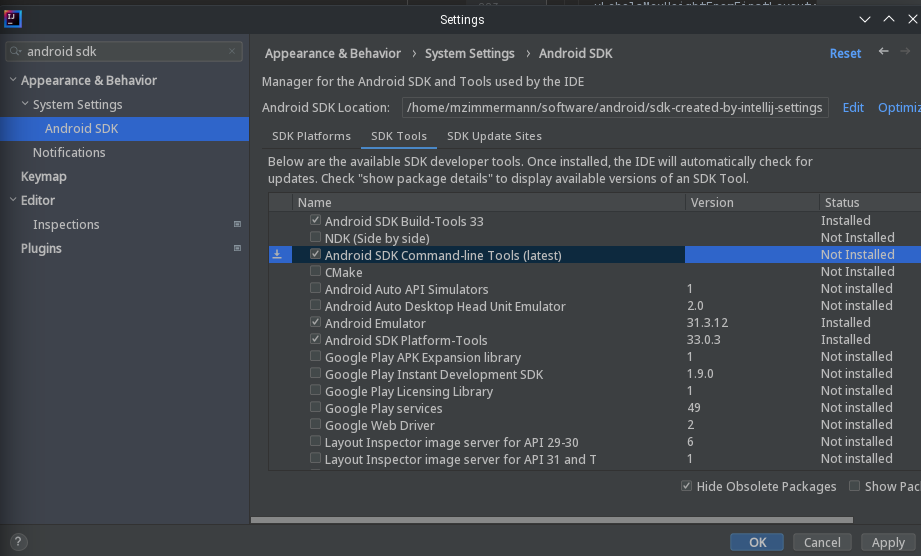 Settings
android sdk
Appearance & Behavior
System Settings
Android SDK
Notifications
Keymap
Editor
Inspections
Plugins
Appearance & Behavior › System Settings › Android SDK Reset
Manager for the Android SDK and Tools used by the IDE
Android SDK Location: /home/mzimmermann/software/android/sdk-created-by-intellij-settings Edit Optimiz
SDK Platforms SDK Tools SDK Update Sites
Below are the available SDK developer tools. Once installed, the IDE will automatically check for
updates. Check "show package details" to display available versions of an SDK Tool.
Name Version Status
Android SDK Build-Tools 33 Installed
NDK (Side by side) Not Installed
Android SDK Command-line Tools (latest) Not Installed
CMake Not Installed
Android Auto API Simulators 1 Not installed
Android Auto Desktop Head Unit Emulator 2.0 Not installed
Android Emulator 31.3.12 Installed
Android SDK Platform-Tools 33.0.3 Installed
Google Play APK Expansion library 1 Not installed
Google Play Instant Development SDK 1.9.0 Not installed
Google Play Licensing Library 1 Not installed
Google Play services 49 Not installed
Google Web Driver 2 Not installed
Layout Inspector image server for API 29-30 6 Not installed
Layout Inspector image server for API 31 and T 1 Not installed
Hide Obsolete Packages Show Pac
? OK Cancel Apply